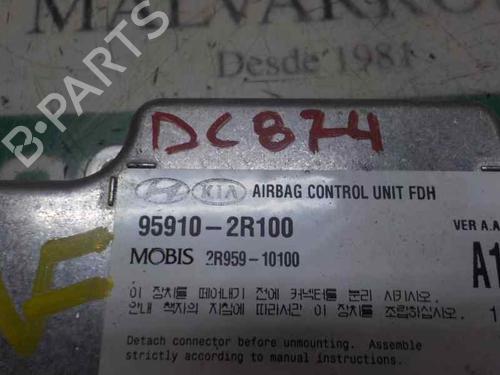 MALVAR
Desde 1981
B-PARTS
DC874
HYUNDAI KIA AIRBAG CONTROL UNIT FDH
95910-2R100
VER A.A
MOBIS 2R959-10100
A1
이 장치를 떼어내기 전에 커넥터를 분리 시키시오.
안내 책자의 지침에 따라서만 이 장치를 조립하십시오.
Detach connector before unmounting. Assemble
strictly according to manual instructions.